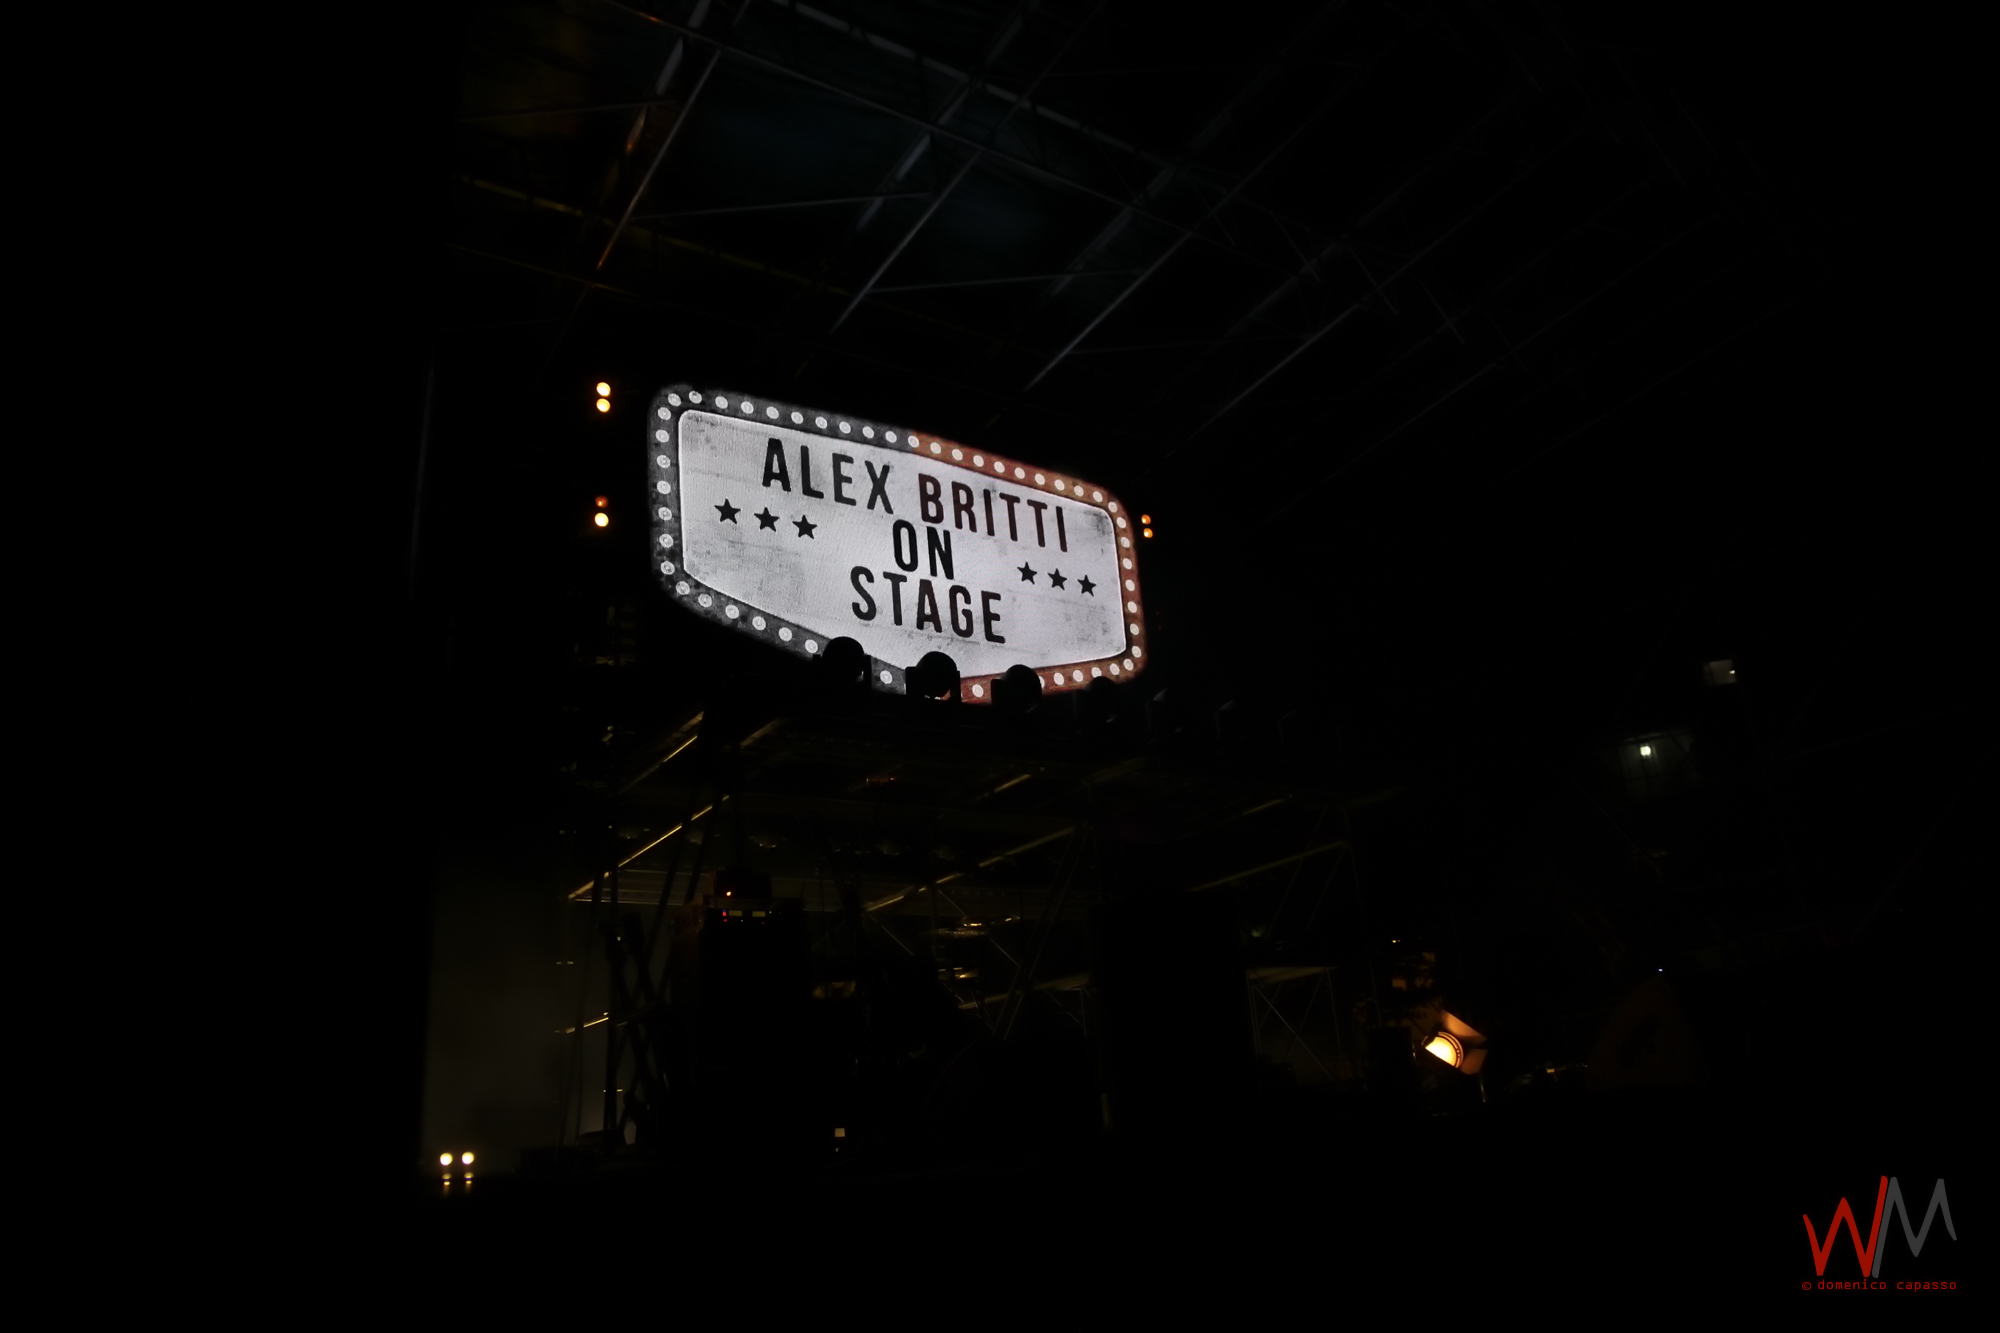 ALEX BRITTI
★★★ ON ★★★
STAGE
WM
© domenico capasso